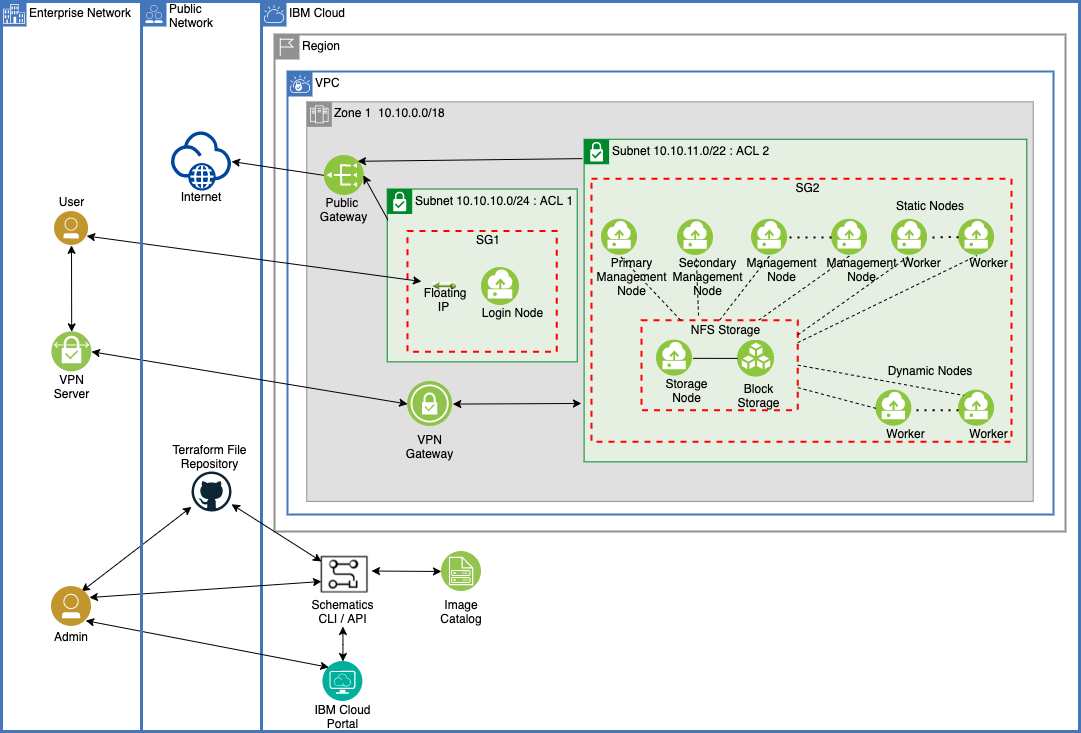 Enterprise Network
Public
Network
IBM Cloud
Region
VPC
Zone 1 10.10.0.0/18
Internet
Public
Gateway
Subnet 10.10.10.0/24 : ACL 1
SG1
Floating
IP
Login Node
Subnet 10.10.11.0/22 : ACL 2
SG2
Static Nodes
Primary
Management
Node
Secondary
Management
Node
Management
Node
Management
Node
Worker
Worker
NFS Storage
Storage
Node
Block
Storage
Dynamic Nodes
Worker
Worker
User
VPN
Server
VPN
Gateway
Terraform File
Repository
Admin
Schematics
CLI / API
Image
Catalog
IBM Cloud
Portal